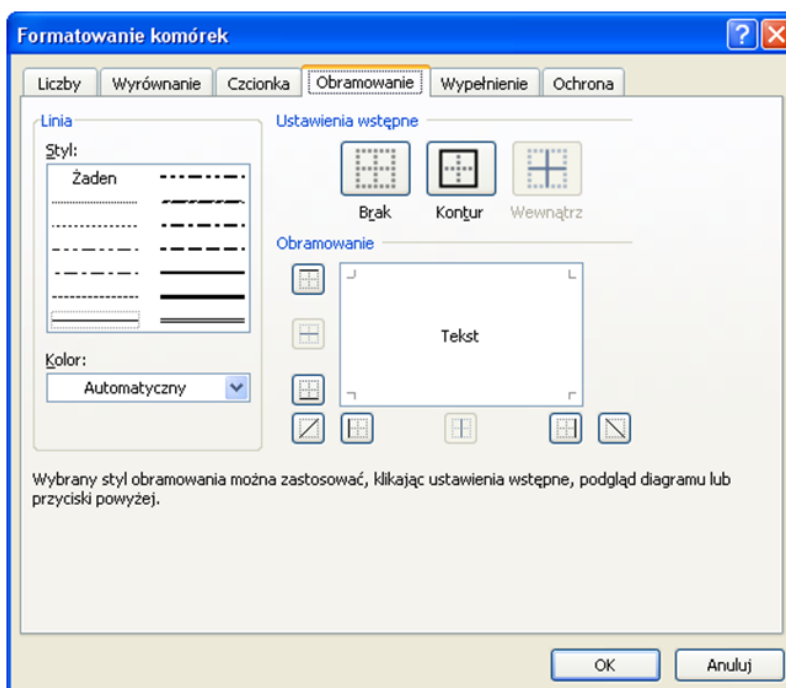 Formatowanie komórek
Liczby Wyrównanie Czcionka Obramowanie Wypełnienie Ochrona
Linia
Styl:
Żaden
Kolor:
Automatyczny
Ustawienia wstępne
Brak Kontur Wewnątrz
Obramowanie
Tekst
Wybrany styl obramowania można zastosować, klikając ustawienia wstępne, podgląd diagramu lub
przyciski powyżej.
OK Anuluj